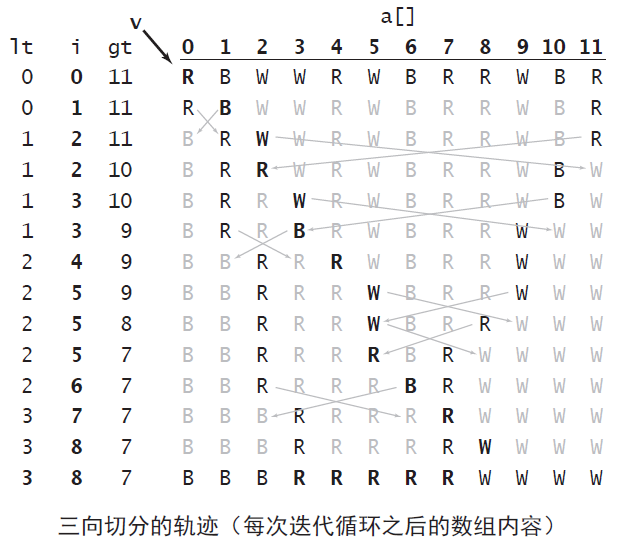 a[]
v
lt i gt 0 1 2 3 4 5 6 7 8 9 10 11
0 0 11 R B W W R W B R R W B R
0 1 11 R B W W R W B R R W B R
1 2 11 B R W W R W B R R W B R
1 2 10 B R R W R W B R R W B W
1 3 10 B R R W R W B R R W B W
1 3 9 B R R B R W B R R W W W
2 4 9 B B R R R W B R R W W W
2 5 9 B B R R R W B R R W W W
2 5 8 B B R R R W B R R W W W
2 5 7 B B R R R R B R W W W W
2 6 7 B B R R R R B R W W W W
3 7 7 B B B R R R R R W W W W
3 8 7 B B B R R R R R W W W W
3 8 7 B B B R R R R R W W W W
三向切分的轨迹（每次迭代循环之后的数组内容）